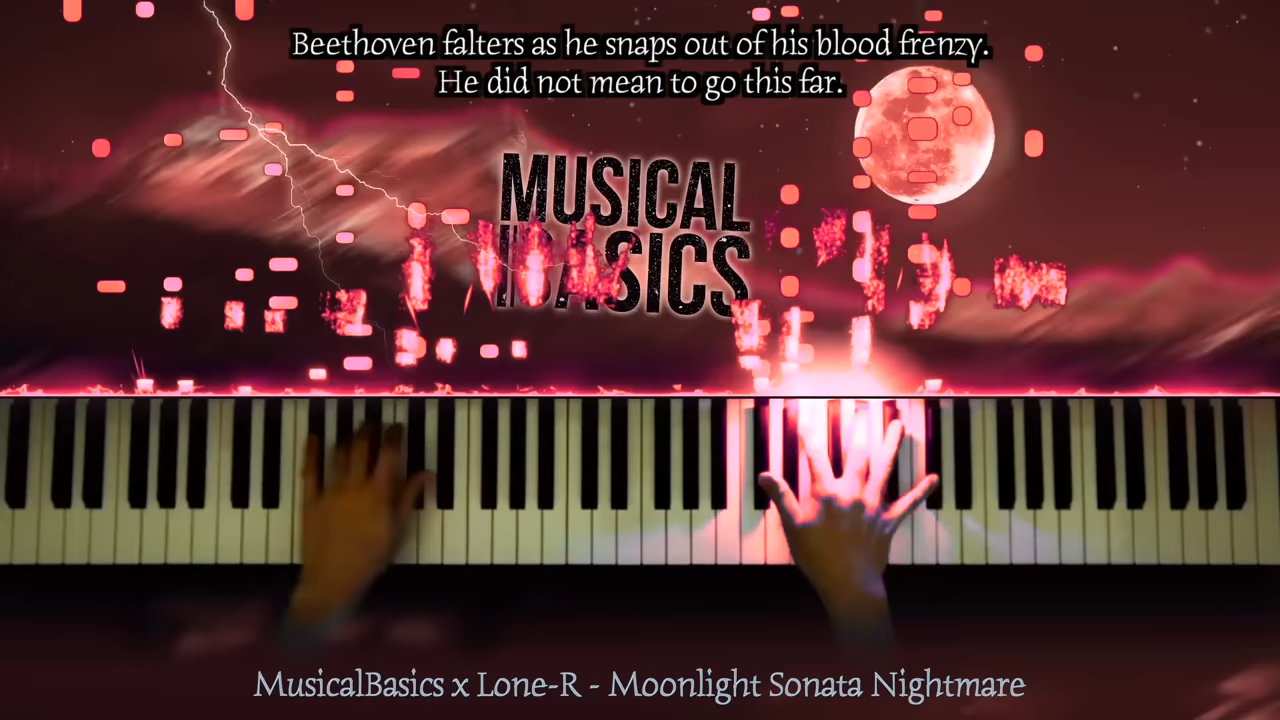 Beethoven falters as he snaps out of his blood frenzy.
He did not mean to go this far.
MUSICAL
BASICS
MusicalBasics x Lone-R - Moonlight Sonata Nightmare